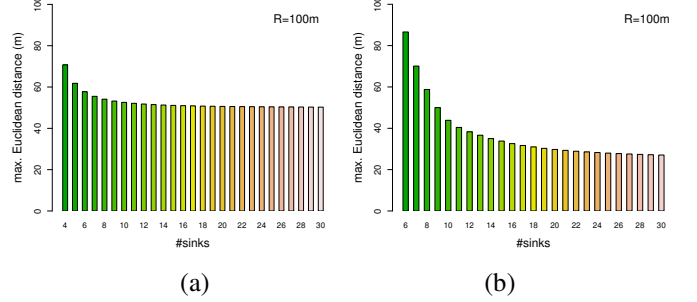 R=100m
max. Euclidean distance (m)
0 20 40 60 80 100
4 6 8 10 12 14 16 18 20 22 24 26 28 30
#sinks
(a)
R=100m
max. Euclidean distance (m)
0 20 40 60 80 100
6 8 10 12 14 16 18 20 22 24 26 28 30
#sinks
(b)